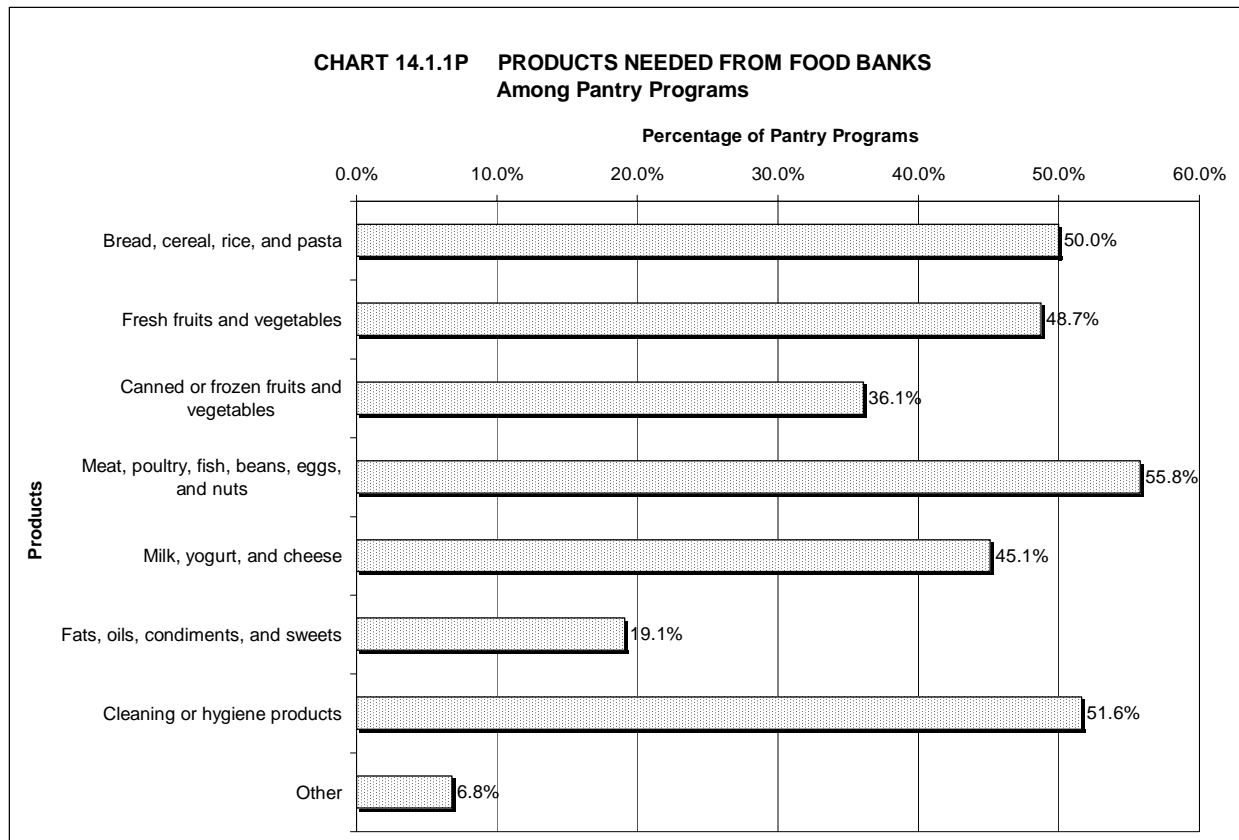 CHART 14.1.1P PRODUCTS NEEDED FROM FOOD BANKS
Among Pantry Programs
Percentage of Pantry Programs
0.0% 10.0% 20.0% 30.0% 40.0% 50.0% 60.0%
Products
Bread, cereal, rice, and pasta 50.0%
Fresh fruits and vegetables 48.7%
Canned or frozen fruits and
vegetables 36.1%
Meat, poultry, fish, beans, eggs,
and nuts 55.8%
Milk, yogurt, and cheese 45.1%
Fats, oils, condiments, and sweets 19.1%
Cleaning or hygiene products 51.6%
Other 6.8%